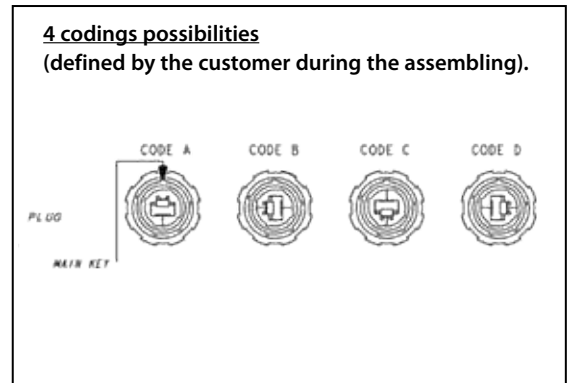 4 codings possibilities
(defined by the customer during the assembling).
CODE A CODE B CODE C CODE D
PLUG
MAIN KEY